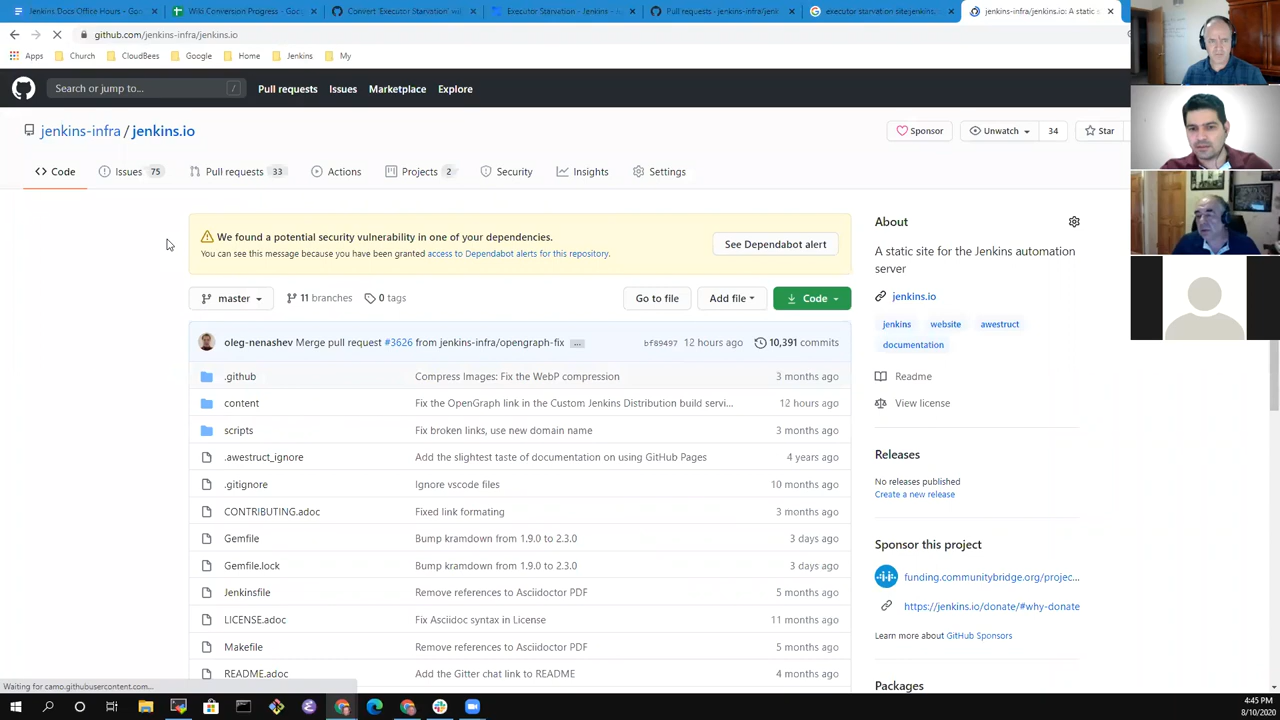 Jenkins Docs Office Hours - Goo
Wiki Conversion Progress - Goo
Convert 'Executor Starvation' wi
Executor Starvation - Jenkins - 
Pull requests - jenkins-infra/jenl
executor starvation site:jenkins.
jenkins-infra/jenkins.io: A static s
github.com/jenkins-infra/jenkins.io
Apps Church CloudBees Google Home Jenkins My
Search or jump to... /
Pull requests Issues Marketplace Explore
jenkins-infra / jenkins.io
Sponsor Unwatch 34 Star
Code Issues 75 Pull requests 33 Actions Projects 2 Security Insights Settings
We found a potential security vulnerability in one of your dependencies.
You can see this message because you have been granted access to Dependabot alerts for this repository.
See Dependabot alert
master 11 branches 0 tags Go to file Add file Code
oleg-nenashev Merge pull request #3626 from jenkins-infra/opengraph-fix ... bf89497 12 hours ago 10,391 commits
.github Compress Images: Fix the WebP compression 3 months ago
content Fix the OpenGraph link in the Custom Jenkins Distribution build servi... 12 hours ago
scripts Fix broken links, use new domain name 3 months ago
.awestruct_ignore Add the slightest taste of documentation on using GitHub Pages 4 years ago
.gitignore Ignore vscode files 10 months ago
CONTRIBUTING.adoc Fixed link formating 3 months ago
Gemfile Bump kramdown from 1.9.0 to 2.3.0 3 days ago
Gemfile.lock Bump kramdown from 1.9.0 to 2.3.0 3 days ago
Jenkinsfile Remove references to Asciidoctor PDF 5 months ago
LICENSE.adoc Fix Asciidoc syntax in License 11 months ago
Makefile Remove references to Asciidoctor PDF 5 months ago
README.adoc Add the Gitter chat link to README 4 months ago
About
A static site for the Jenkins automation
server
jenkins.io
jenkins website awestruct
documentation
Readme
View license
Releases
No releases published
Create a new release
Sponsor this project
funding.communitybridge.org/projec...
https://jenkins.io/donate/#why-donate
Learn more about GitHub Sponsors
Packages
Waiting for camo.githubusercontent.com...
4:45 PM
8/10/2020